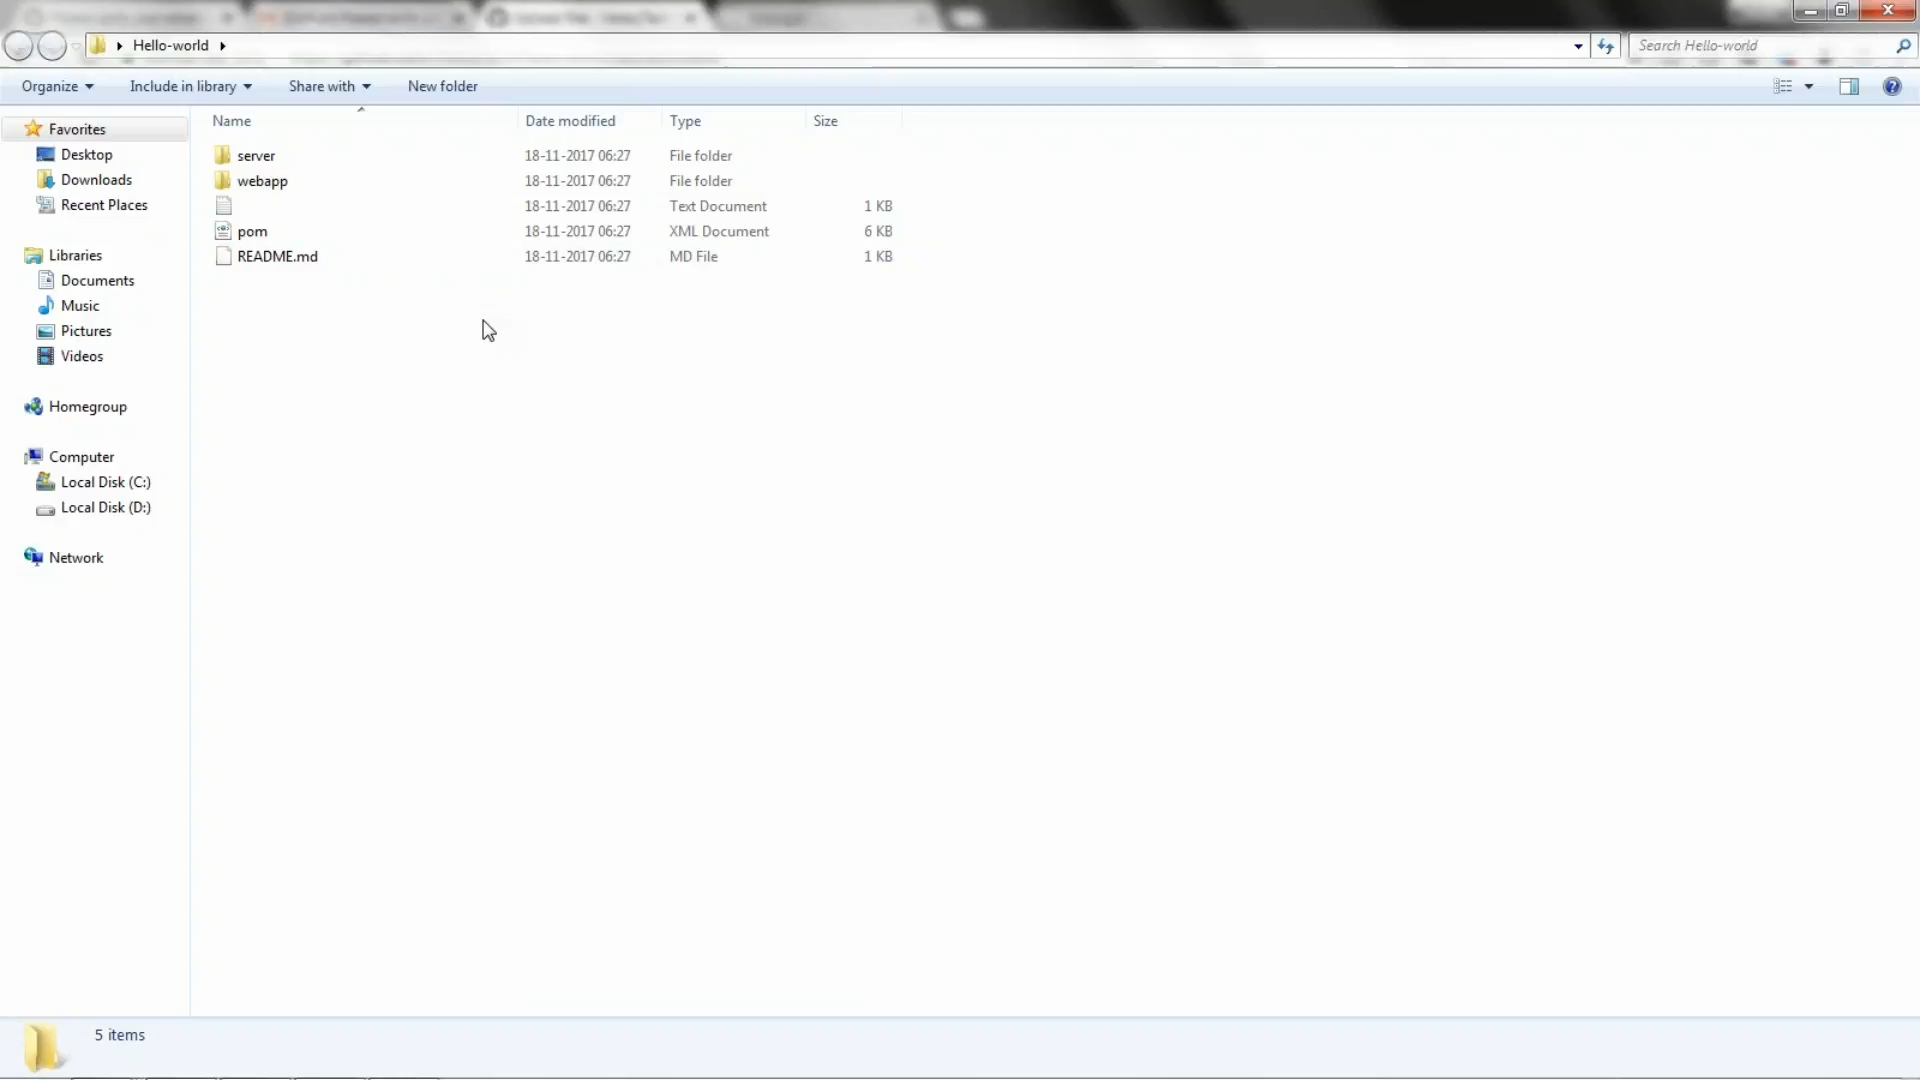 Hello-world
Search Hello-world
Organize Include in library Share with New folder
Name Date modified Type Size
Favorites
Desktop
Downloads
Recent Places
Libraries
Documents
Music
Pictures
Videos
Homegroup
Computer
Local Disk (C:)
Local Disk (D:)
Network
server 18-11-2017 06:27 File folder
webapp 18-11-2017 06:27 File folder
18-11-2017 06:27 Text Document 1 KB
pom 18-11-2017 06:27 XML Document 6 KB
README.md 18-11-2017 06:27 MD File 1 KB
5 items